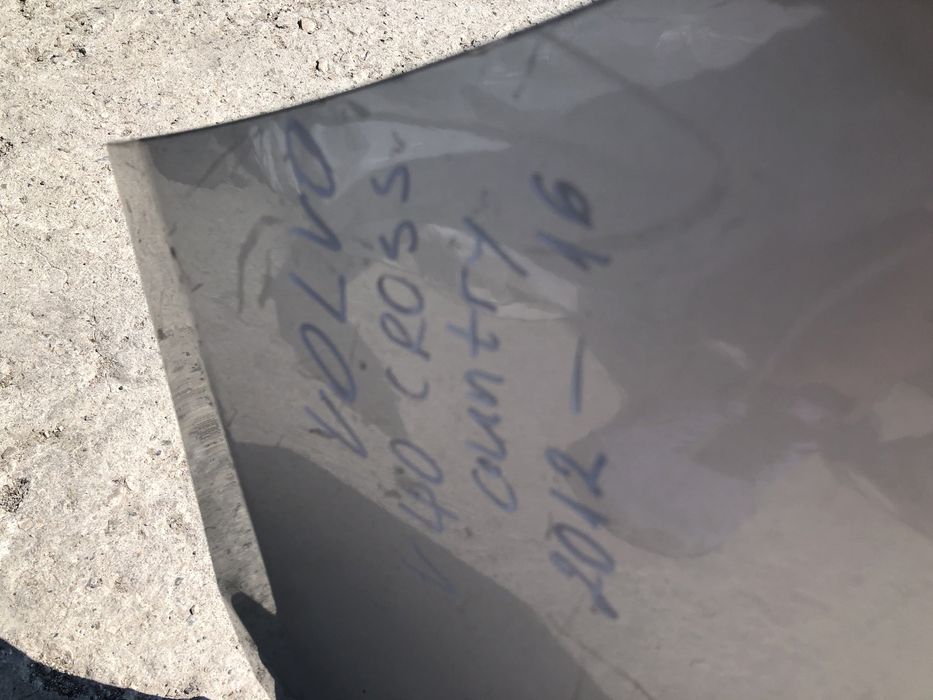 VOLVO
V40 CROSS
country
2012 – 16